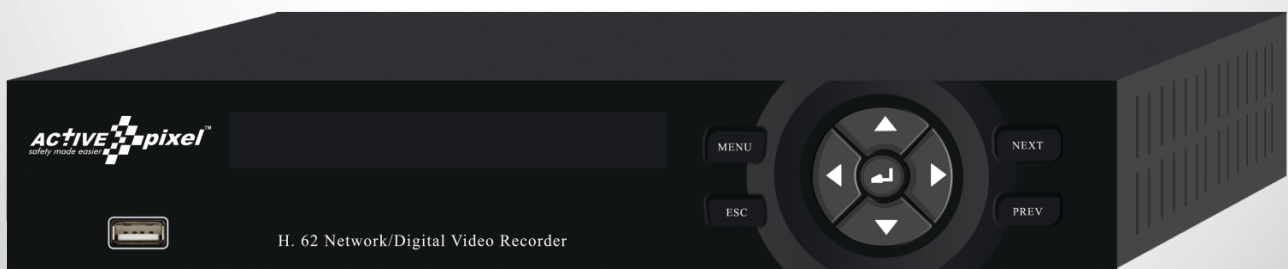 ACTIVE pixel™
safety made easier
MENU
NEXT
ESC
PREV
H. 62 Network/Digital Video Recorder